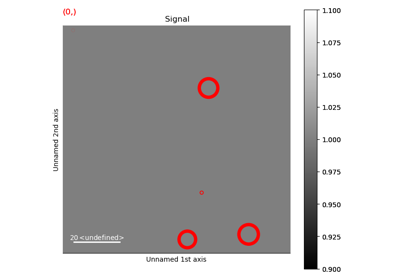 (0,)
Signal
1.100
1.075
1.050
1.025
1.000
0.975
0.950
0.925
0.900
Unnamed 2nd axis
20 <undefined>
Unnamed 1st axis